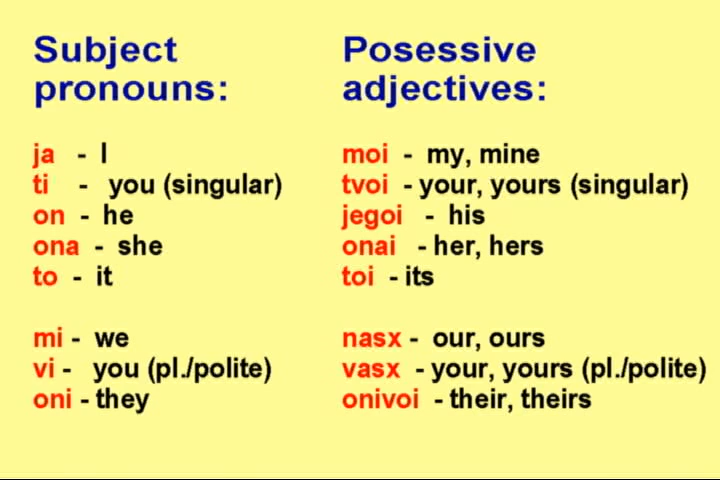 Subject
pronouns:
ja - I
ti - you (singular)
on - he
ona - she
to - it
mi - we
vi - you (pl./polite)
oni - they
Posessive
adjectives:
moi - my, mine
tvoi - your, yours (singular)
jegoi - his
onai - her, hers
toi - its
nasx - our, ours
vasx - your, yours (pl./polite)
onivoi - their, theirs